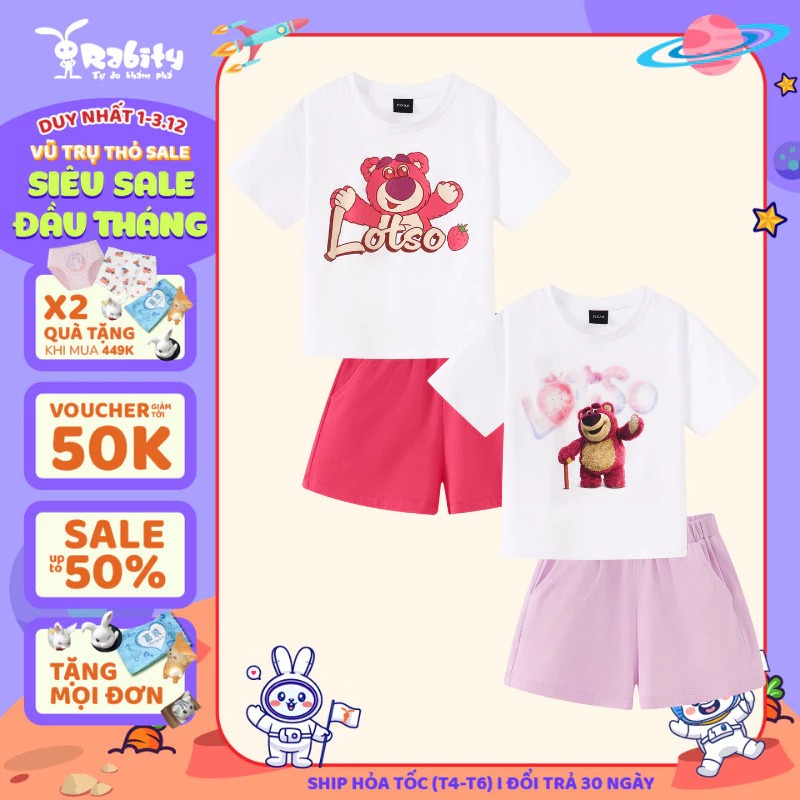 Rabity
Tự do khám phá
DUY NHẤT 1-3.12
VŨ TRỤ THỎ SALE
SIÊU SALE
ĐẦU THÁNG
X2
QUÀ TẶNG
KHI MUA 449K
VOUCHER GIẢM TỚI
50K
SALE
up to 50%
TẶNG
MỌI ĐƠN
Lotso
LOTSO
SHIP HỎA TỐC (T4-T6) I ĐỔI TRẢ 30 NGÀY